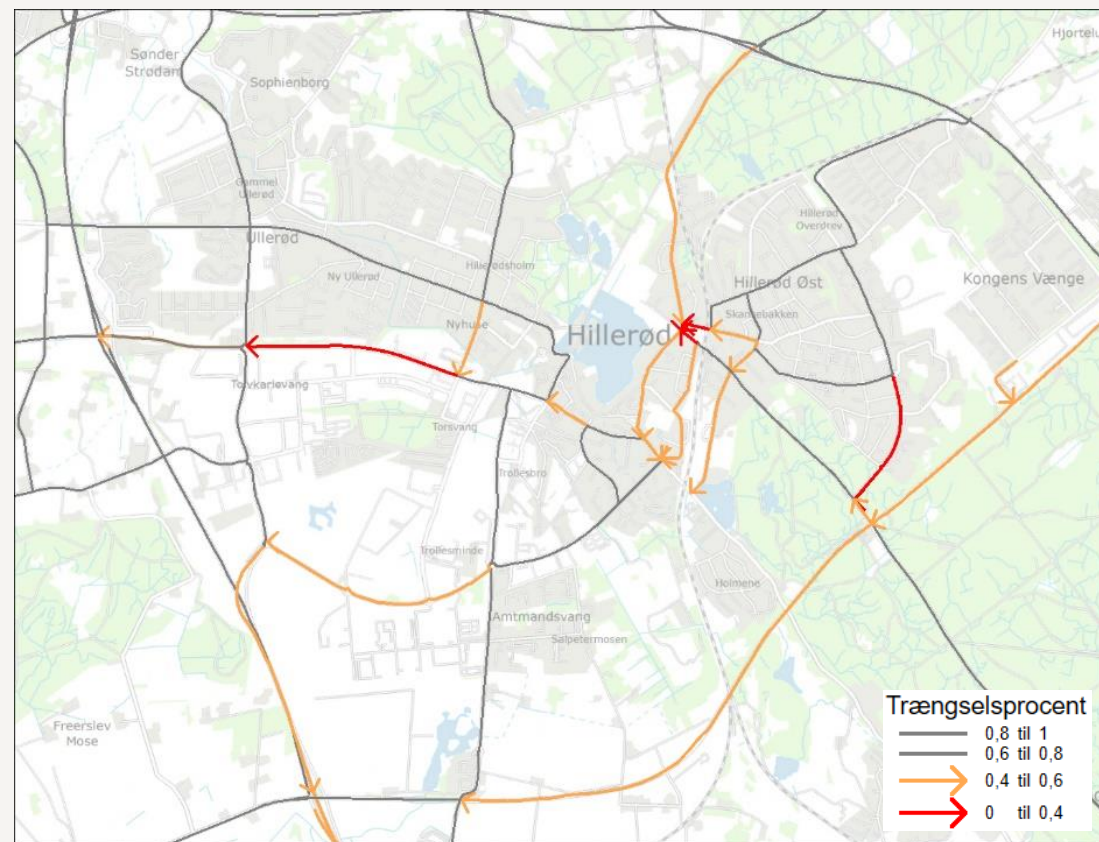 Sønder
Strødam
Sophienborg
Gammel
Ullerød
Ullerød
Ny Ullerød
Hillerødsholm
Nyhuse
Hillerød
Hillerød
Overdrev
Hillerød Øst
Skansebakken
Kongens Vænge
Tolvkarlevang
Torsvang
Trollesbro
Trollesminde
Amtmandsvang
Salpetermosen
Holmene
Freerslev
Mose
Trængselsprocent
0,8 til 1
0,6 til 0,8
0,4 til 0,6
0 til 0,4